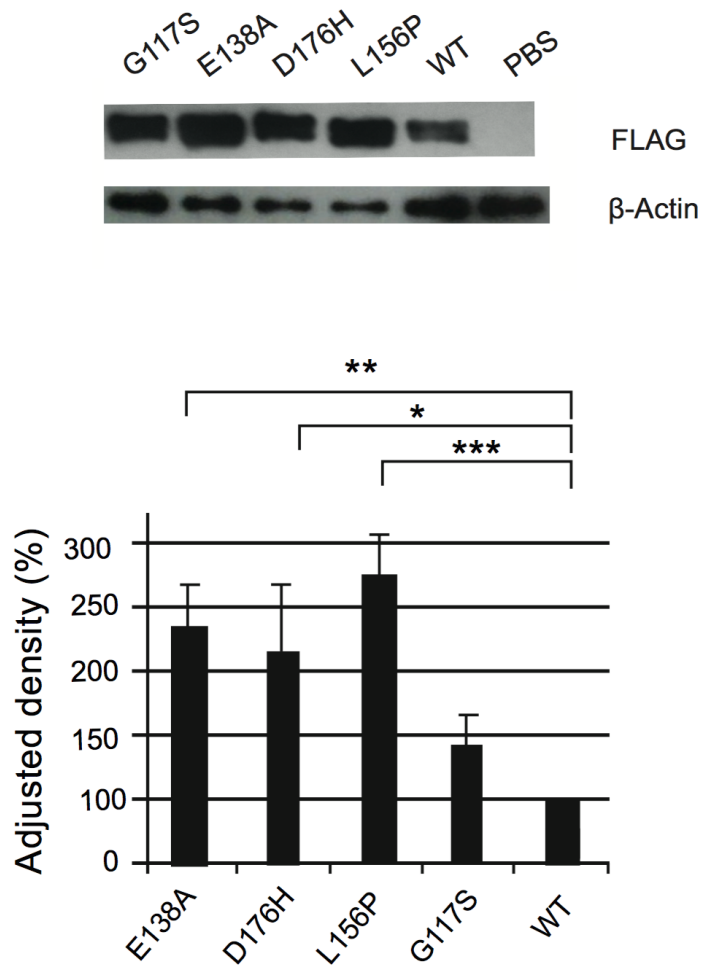 G117S E138A D176H L156P WT PBS
FLAG
β-Actin
**
*
***
Adjusted density (%)
300
250
200
150
100
0
E138A D176H L156P G117S WT